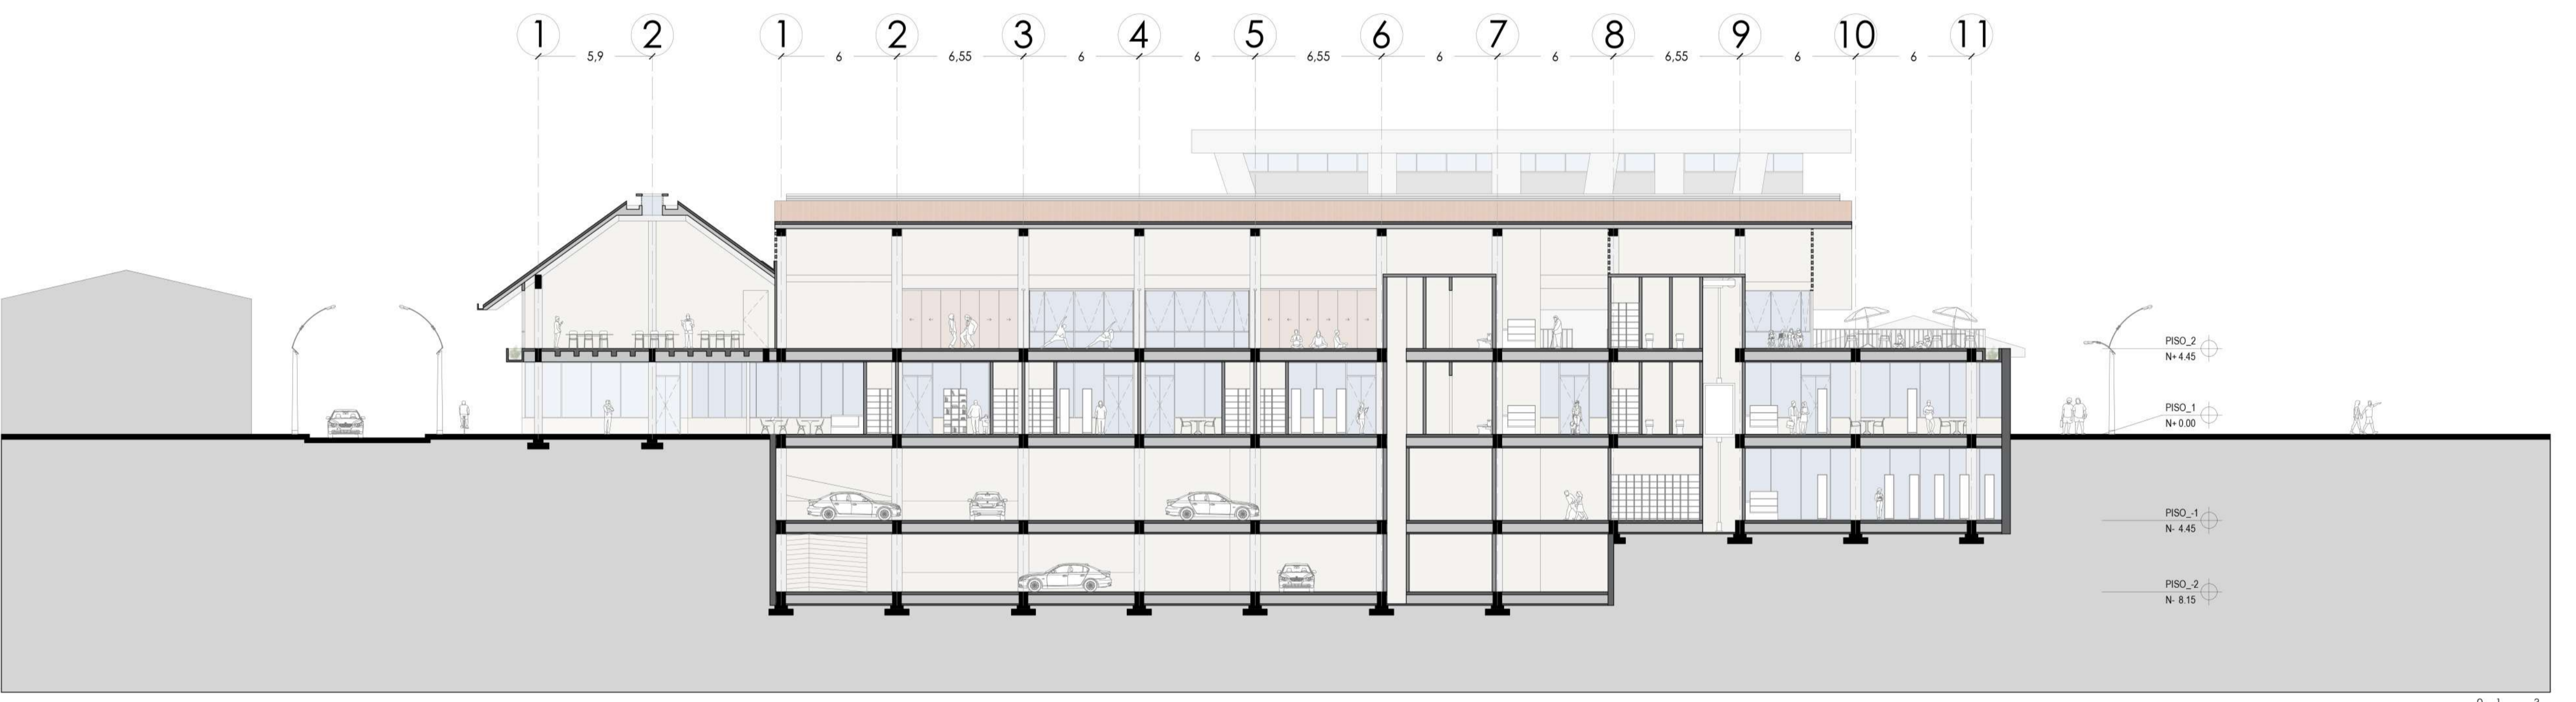 1 2 1 2 3 4 5 6 7 8 9 10 11
5,9 6 6,55 6 6 6,55 6 6 6,55 6 6
PISO_2
N+ 4.45
PISO_1
N+ 0.00
PISO_-1
N- 4.45
PISO_-2
N- 8.15